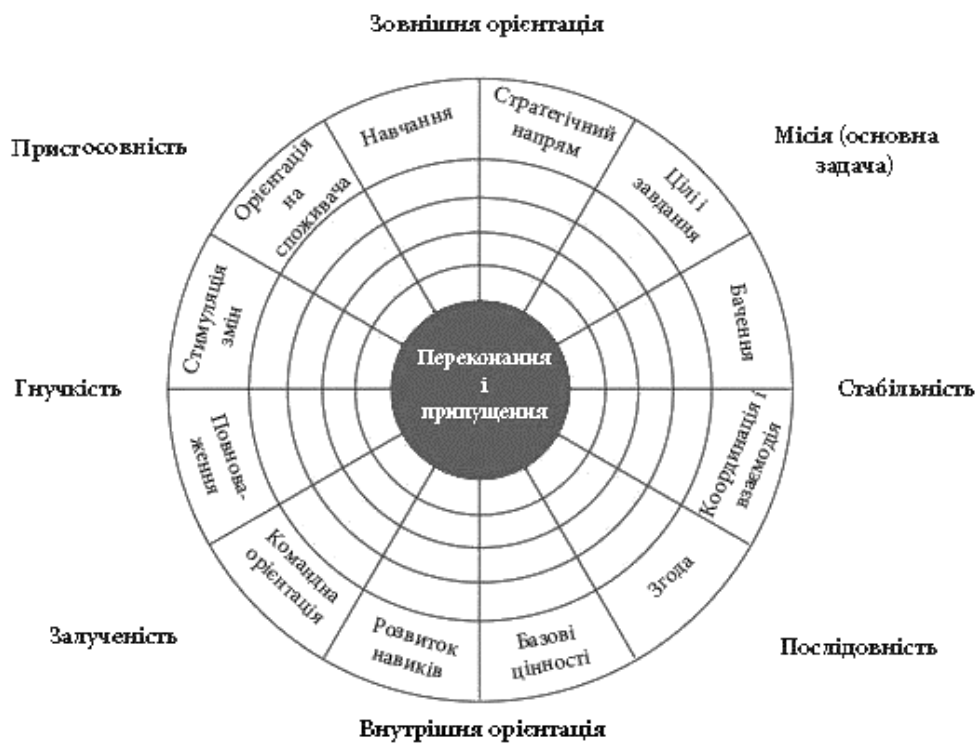 Зовнішня орієнтація
Пристосовність
Місія (основна
задача)
Навчання
Стратегічний
напрям
Орієнтація
на
споживача
Цілі і
завдання
Стимуляція
змін
Бачення
Гнучкість
Переконання
і
припущення
Стабільність
Повнова-
ження
Координація і
взаємодія
Командна
орієнтація
Згода
Розвиток
навиків
Базові
цінності
Залученість
Послідовність
Внутрішня орієнтація